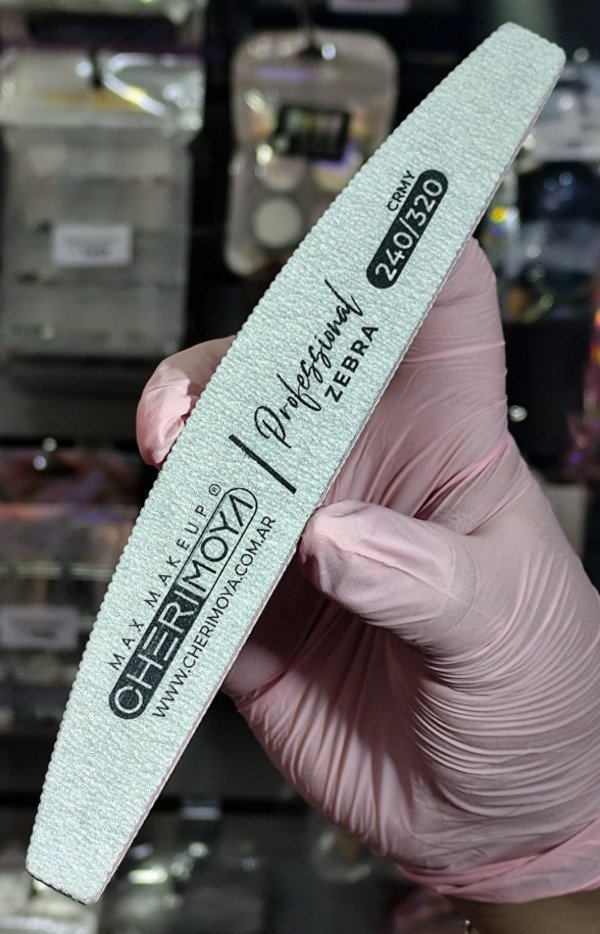 MAX MAKEUP®
CHERIMOYA
WWW.CHERIMOYA.COM.AR
Professional
ZEBRA
CRMY
240/320